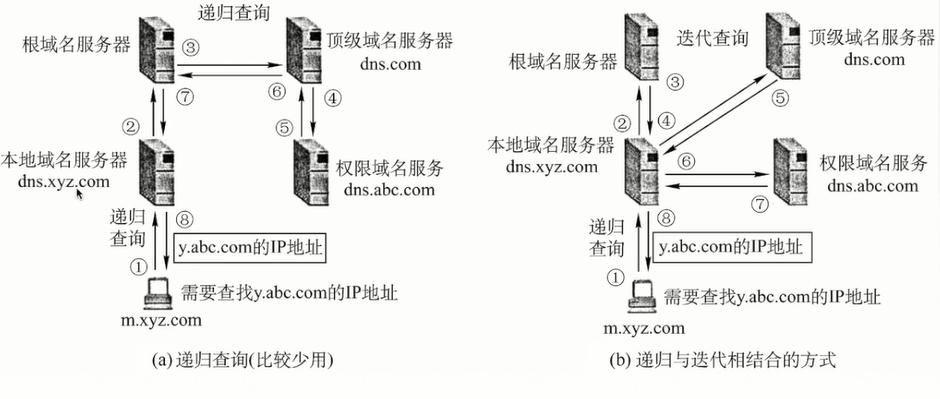 递归查询
根域名服务器
③
顶级域名服务器
dns.com
⑥
⑦
④
②
⑤
本地域名服务器
dns.xyz.com
权限域名服务
dns.abc.com
递归
查询
⑧
y.abc.com的IP地址
①
需要查找y.abc.com的IP地址
m.xyz.com
(a) 递归查询(比较少用)
迭代查询
顶级域名服务器
dns.com
根域名服务器
③
⑤
②
④
本地域名服务器
dns.xyz.com
⑥
权限域名服务
dns.abc.com
⑦
递归
查询
⑧
y.abc.com的IP地址
①
需要查找y.abc.com的IP地址
m.xyz.com
(b) 递归与迭代相结合的方式